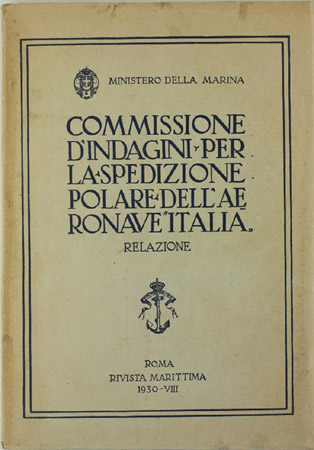 MINISTERO DELLA MARINA
COMMISSIONE
D'INDAGINI·PER
LA·SPEDIZIONE
POLARE·DELL'AE-
RONAVE"ITALIA"
RELAZIONE
ROMA
RIVISTA MARITTIMA
1930-VIII